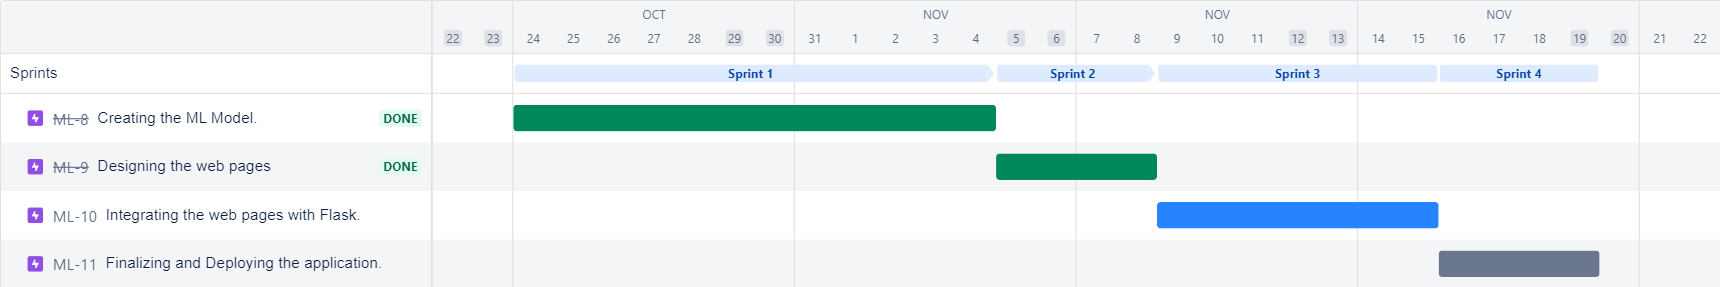 OCT NOV NOV NOV
22 23 24 25 26 27 28 29 30 31 1 2 3 4 5 6 7 8 9 10 11 12 13 14 15 16 17 18 19 20 21 22
Sprints Sprint 1 Sprint 2 Sprint 3 Sprint 4
ML-8 Creating the ML Model. DONE
ML-9 Designing the web pages DONE
ML-10 Integrating the web pages with Flask.
ML-11 Finalizing and Deploying the application.